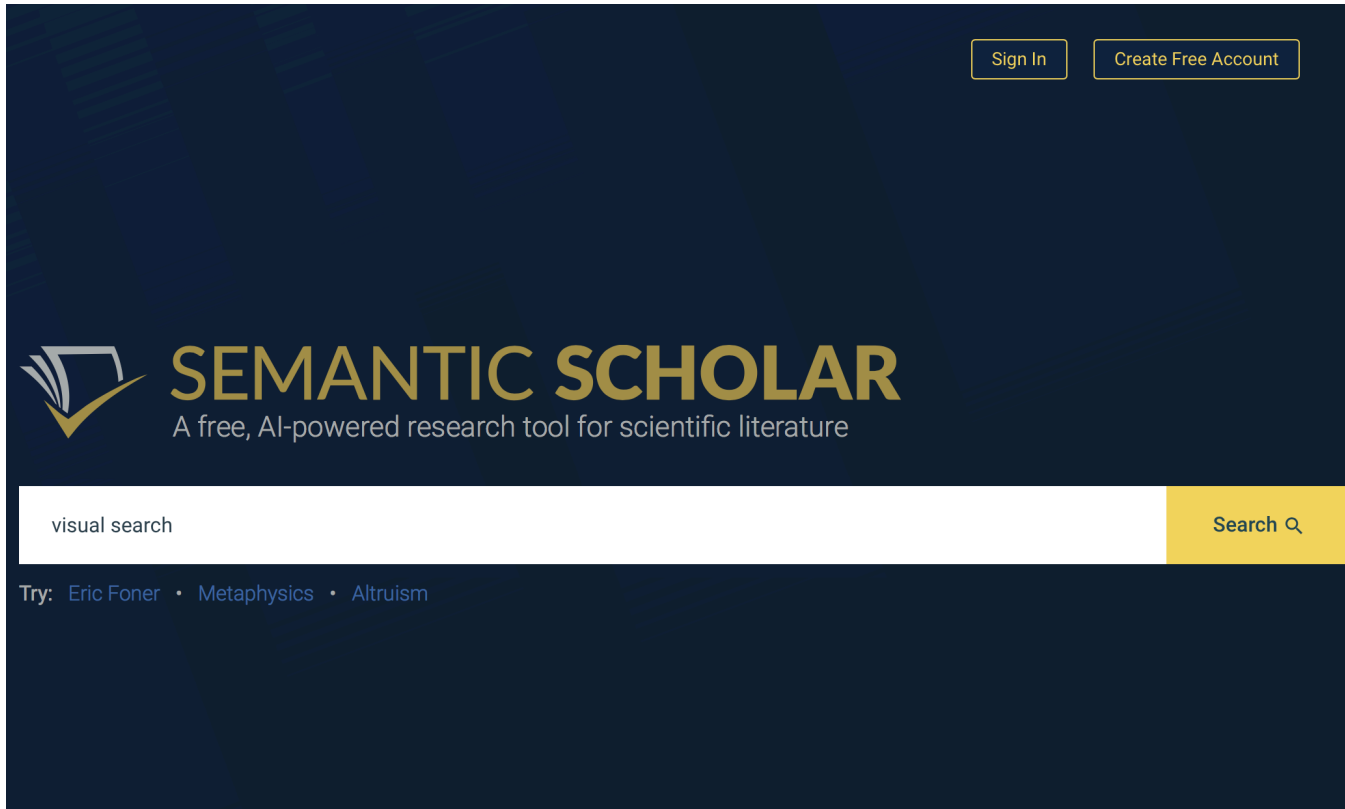 Sign In Create Free Account
SEMANTIC SCHOLAR
A free, AI-powered research tool for scientific literature
visual search Search
Try: Eric Foner • Metaphysics • Altruism